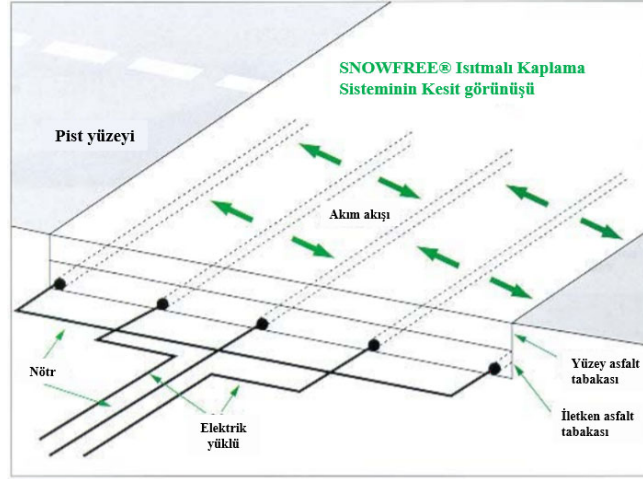 SNOWFREE® Isıtmalı Kaplama
Sisteminin Kesit görünüşü
Pist yüzeyi
Akım akışı
Yüzey asfalt
tabakası
Nötr
Elektrik
yüklü
İletken asfalt
tabakası